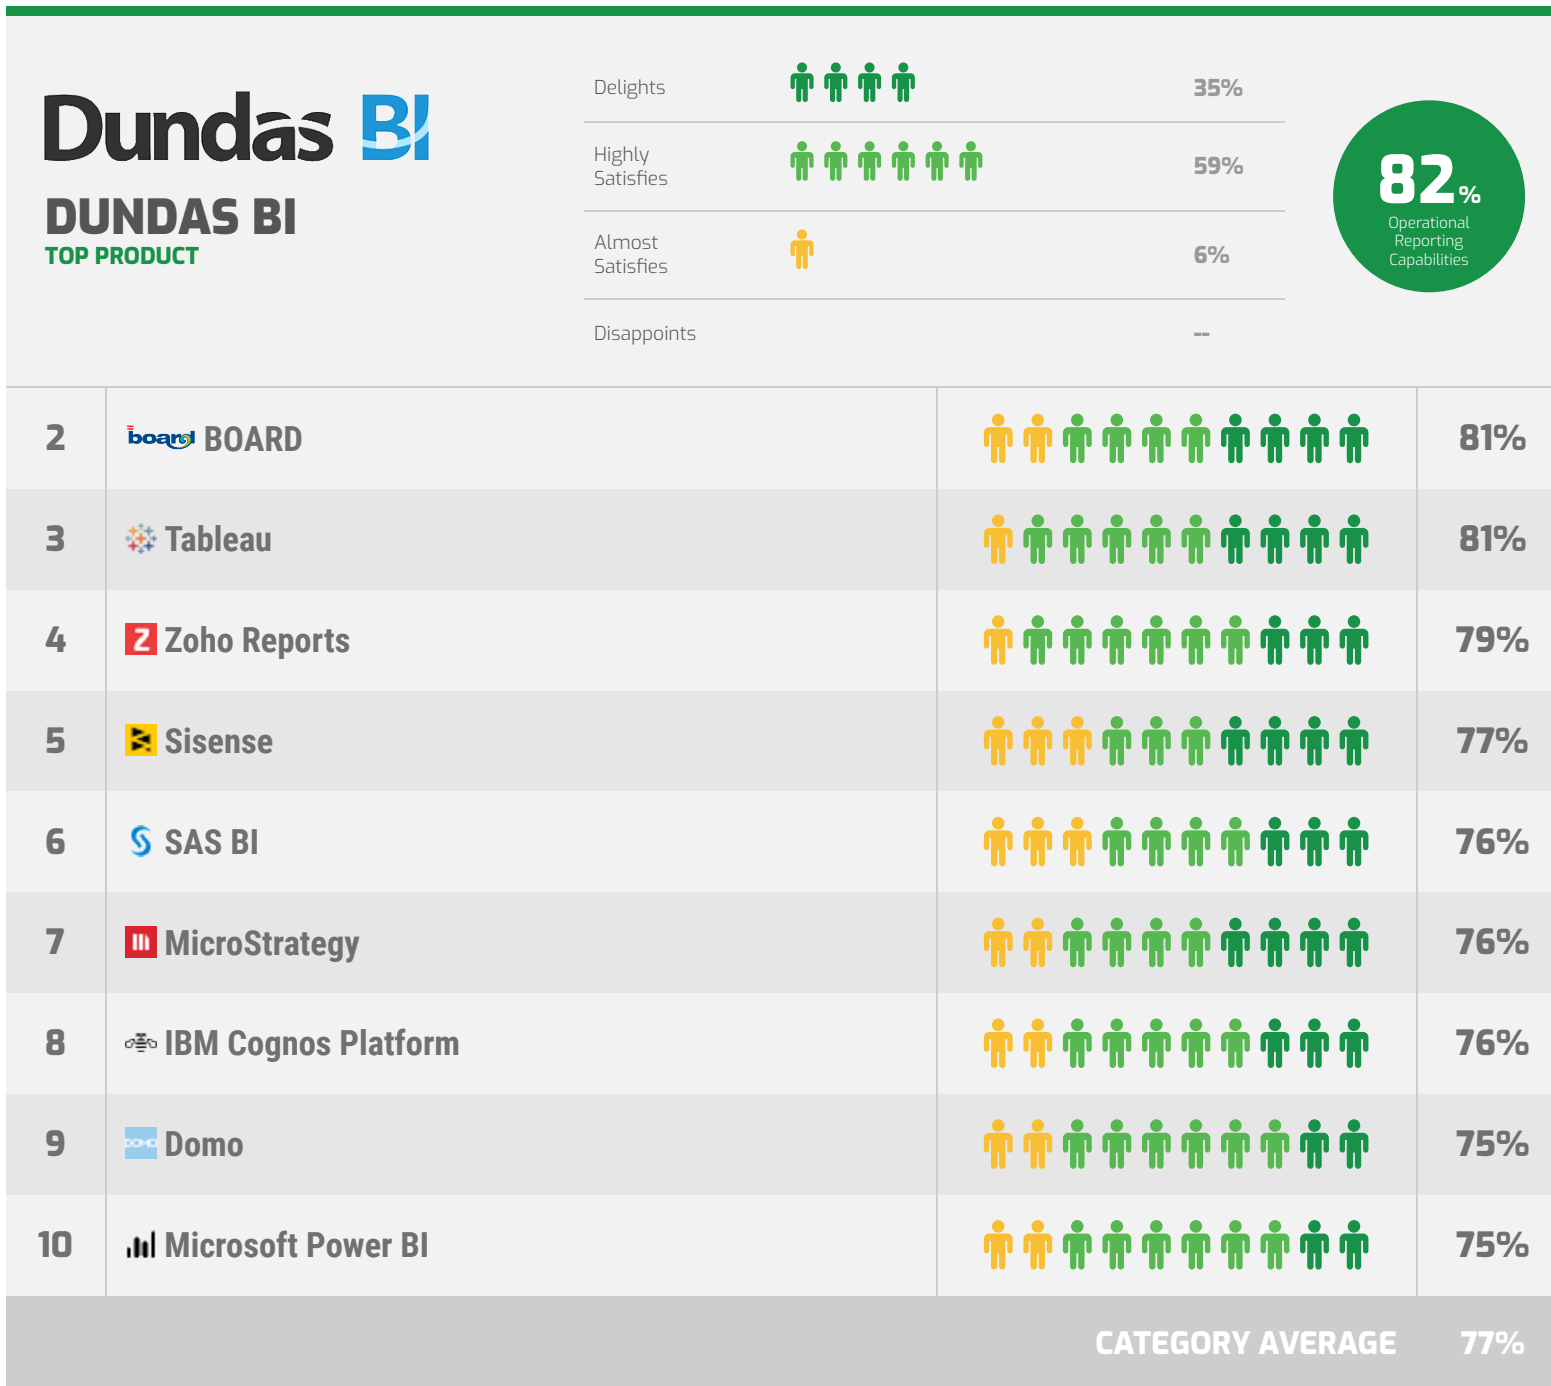 Dundas BI
DUNDAS BI
TOP PRODUCT
Delights 35%
Highly
Satisfies
59%
Almost
Satisfies
6%
Disappoints --
82%
Operational
Reporting
Capabilities
2 board BOARD 81%
3 Tableau 81%
4 Z Zoho Reports 79%
5 Sisense 77%
6 SAS BI 76%
7 MicroStrategy 76%
8 IBM Cognos Platform 76%
9 DOMO Domo 75%
10 Microsoft Power BI 75%
CATEGORY AVERAGE 77%